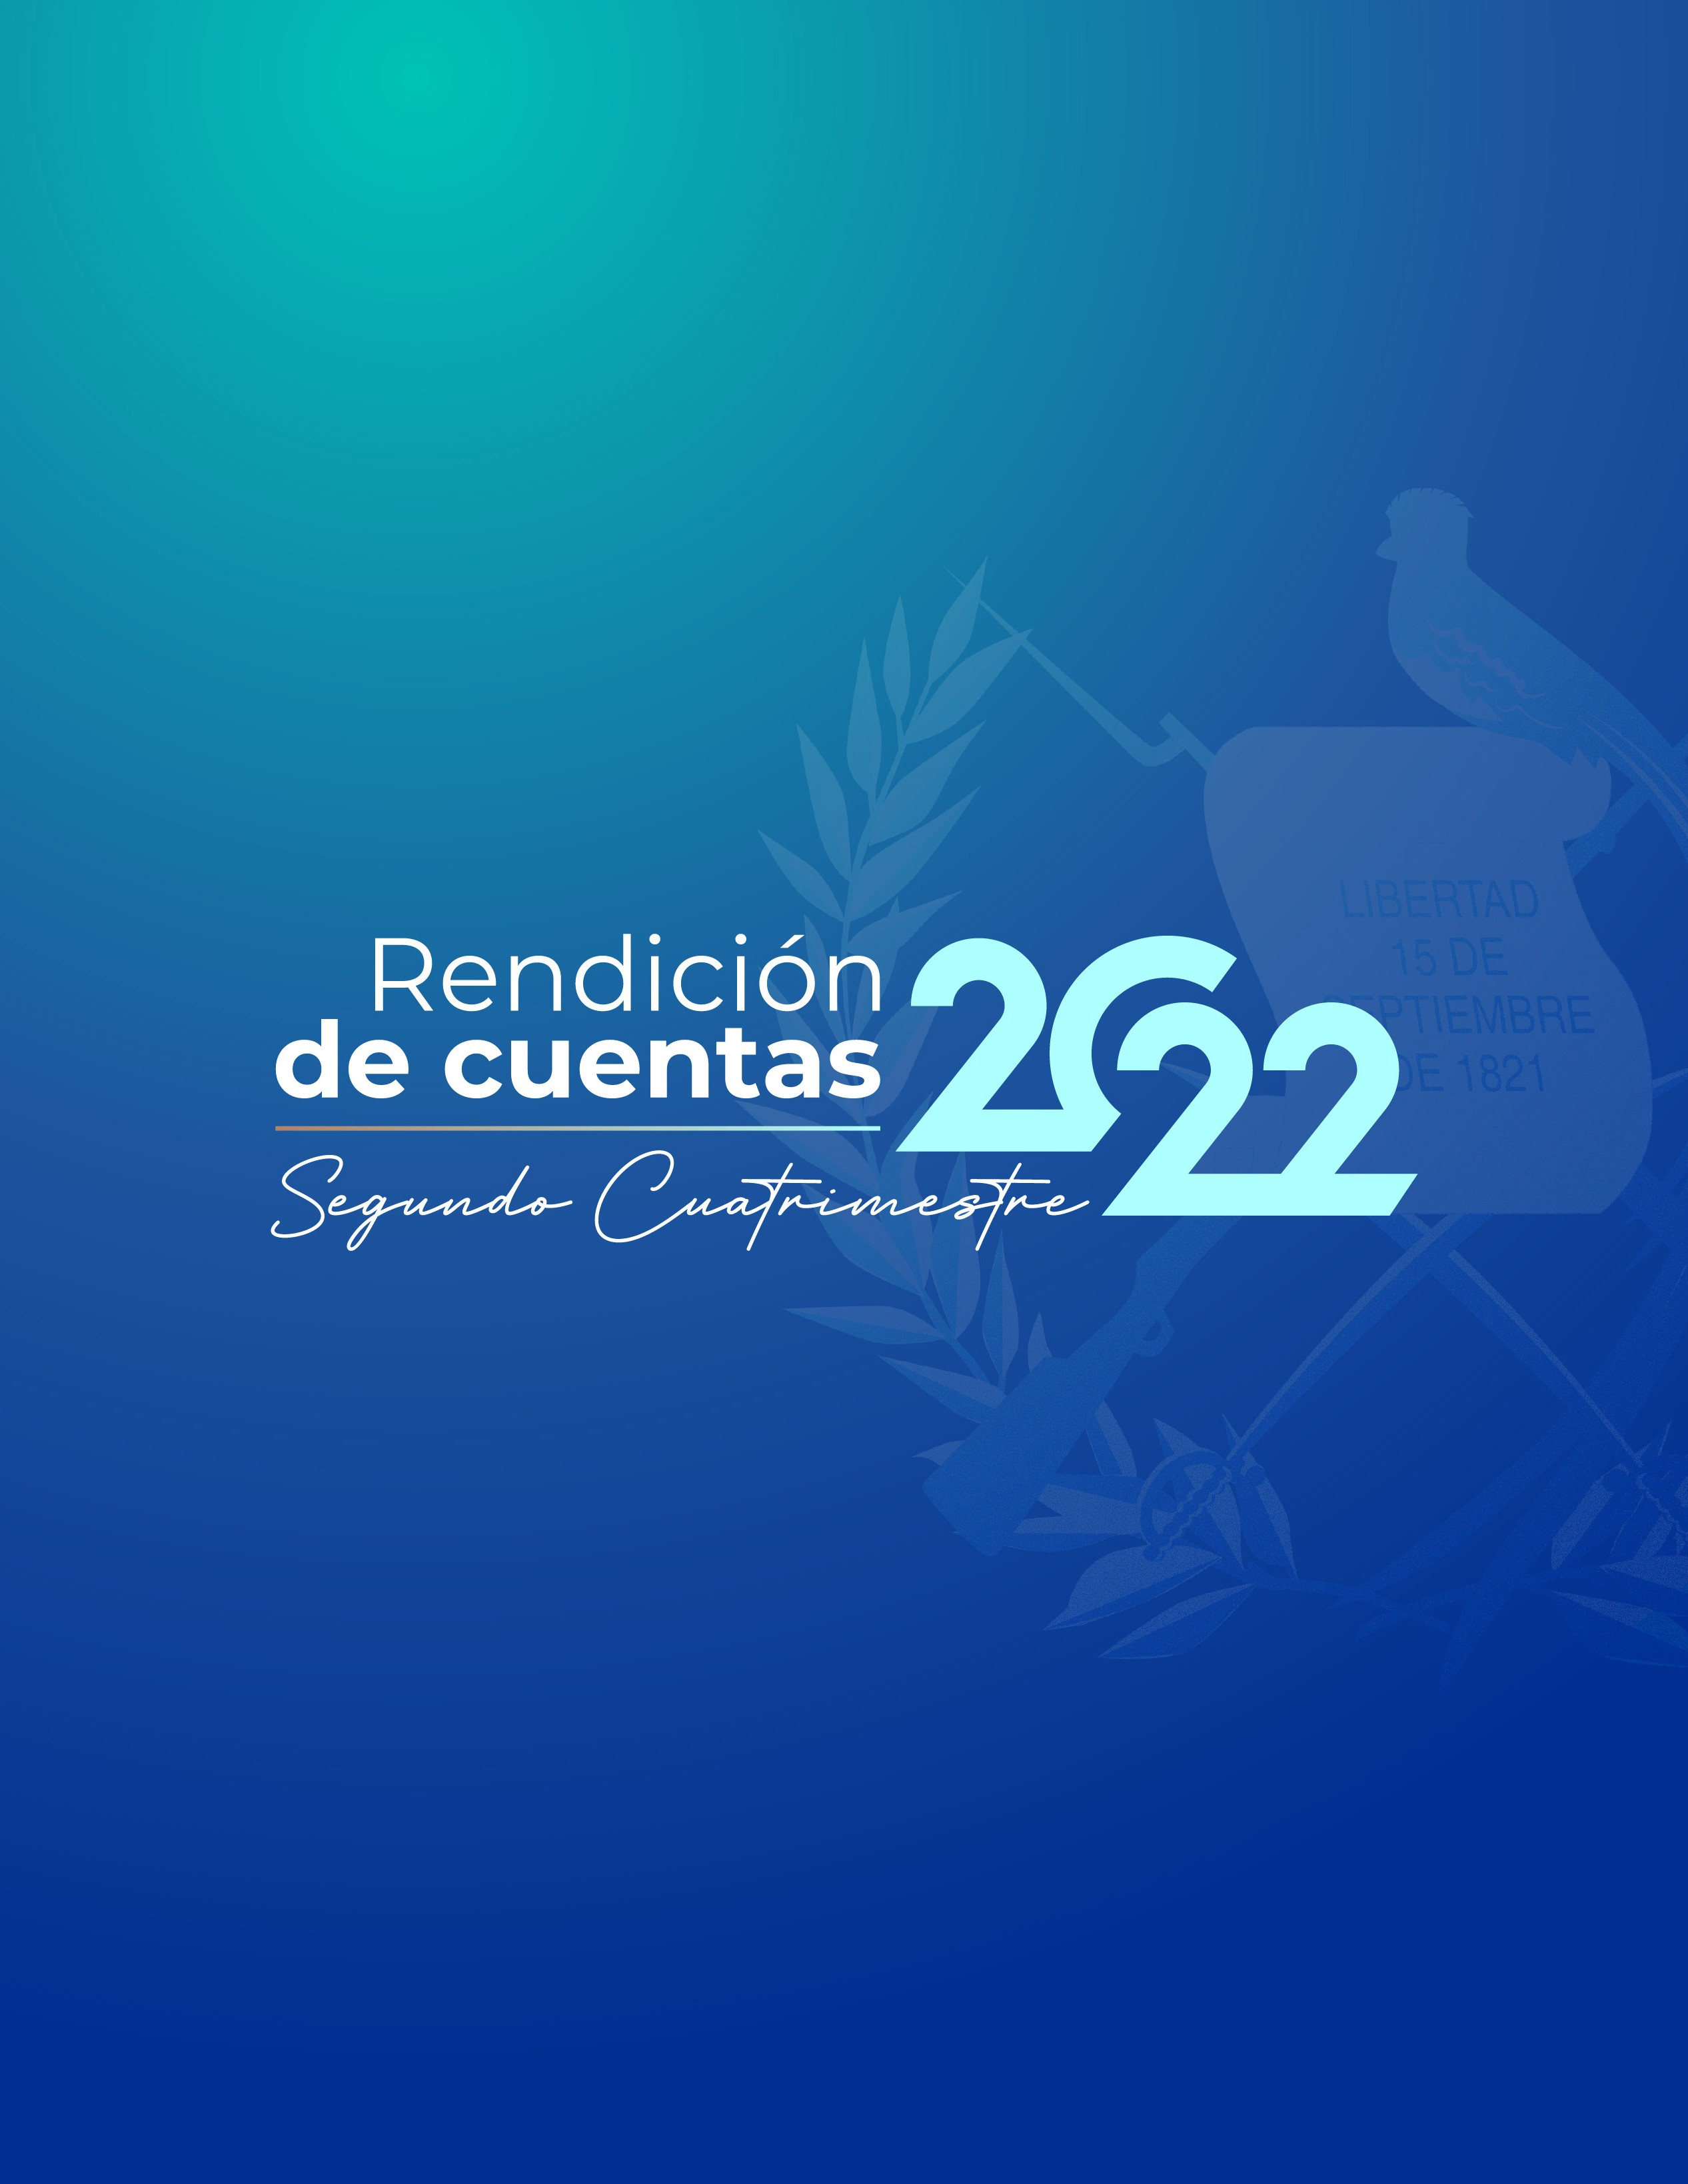 LIBERTAD
15 DE
SEPTIEMBRE
DE 1821
Rendición
de cuentas
2022
Segundo Cuatrimestre